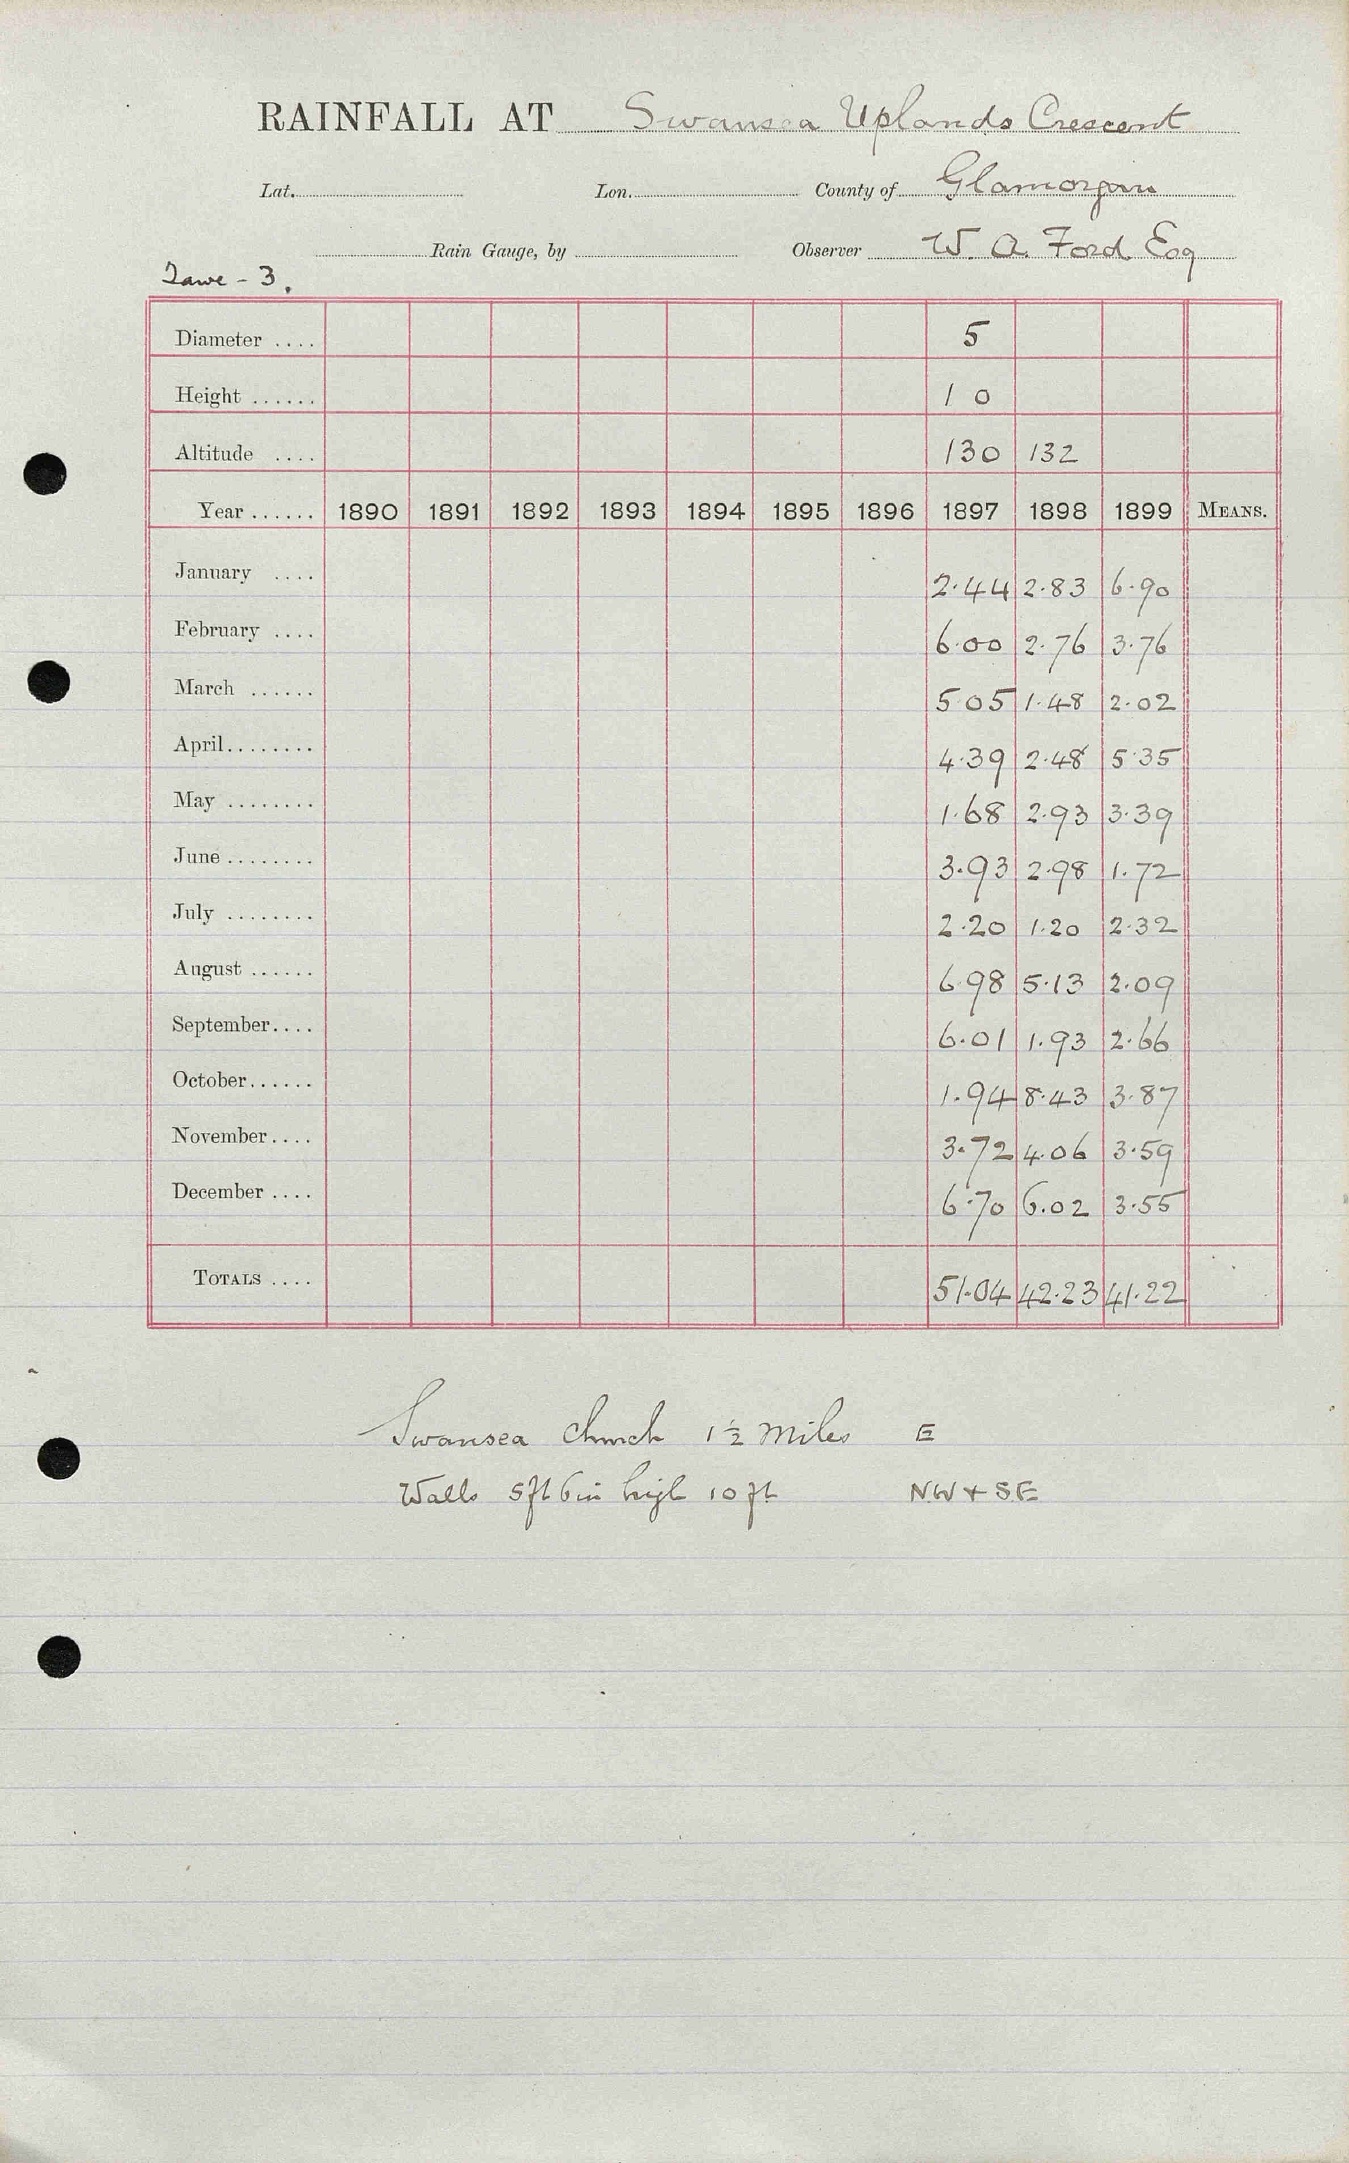 RAINFALL AT Swansea Uplands Crescent
Lat. Lon. County of Glamorgan
Rain Gauge, by Observer W. A. Ford Esq
Tawe - 3.
Diameter .... 5
Height ...... 1 0
Altitude .... 130 132
Year ...... 1890 1891 1892 1893 1894 1895 1896 1897 1898 1899 MEANS.
January .... 2.44 2.83 6.90
February .... 6.00 2.76 3.76
March ...... 5.05 1.48 2.02
April........ 4.39 2.48 5.35
May ........ 1.68 2.93 3.39
June ........ 3.93 2.98 1.72
July ........ 2.20 1.20 2.32
August ...... 6.98 5.13 2.09
September.... 6.01 1.93 2.66
October...... 1.94 8.43 3.87
November.... 3.72 4.06 3.59
December .... 6.70 6.02 3.55
TOTALS .... 51.04 42.23 41.22
Swansea Church 1½ miles E
Walls 5ft 6in high 10 ft NW + SE